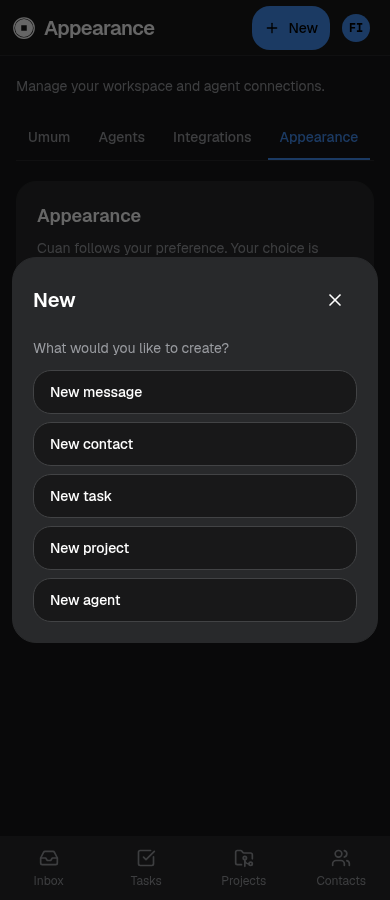 Appearance
+ New
FI
Manage your workspace and agent connections.
Umum Agents Integrations Appearance
Appearance
Cuan follows your preference. Your choice is
New
What would you like to create?
New message
New contact
New task
New project
New agent
Inbox Tasks Projects Contacts